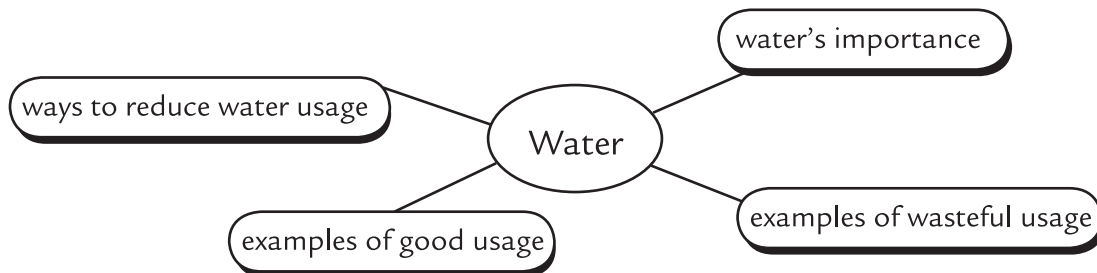 water’s importance
ways to reduce water usage
Water
examples of wasteful usage
examples of good usage